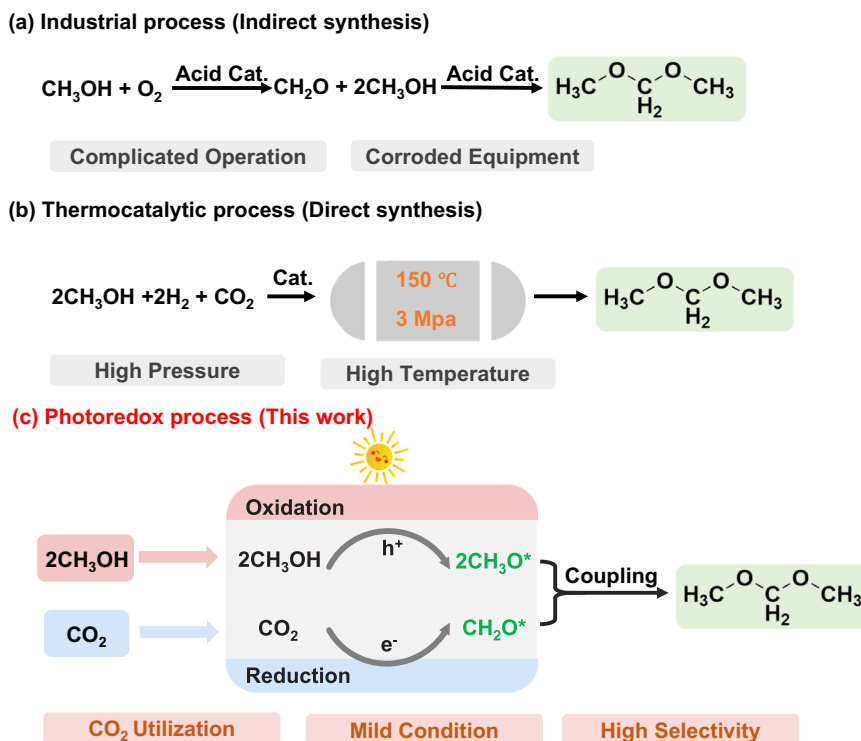 (a) Industrial process (Indirect synthesis)
CH₃OH + O₂ Acid Cat. CH₂O + 2CH₃OH Acid Cat. H₃C O C H₂ O CH₃
Complicated Operation Corroded Equipment
(b) Thermocatalytic process (Direct synthesis)
2CH₃OH +2H₂ + CO₂ Cat. 150 ℃ H₃C O C H₂ O CH₃
3 Mpa
High Pressure High Temperature
(c) Photoredox process (This work)
Oxidation
2CH₃OH 2CH₃OH h⁺ 2CH₃O*
Coupling H₃C O C H₂ O CH₃
CO₂ CO₂ e⁻ CH₂O*
Reduction
CO₂ Utilization Mild Condition High Selectivity